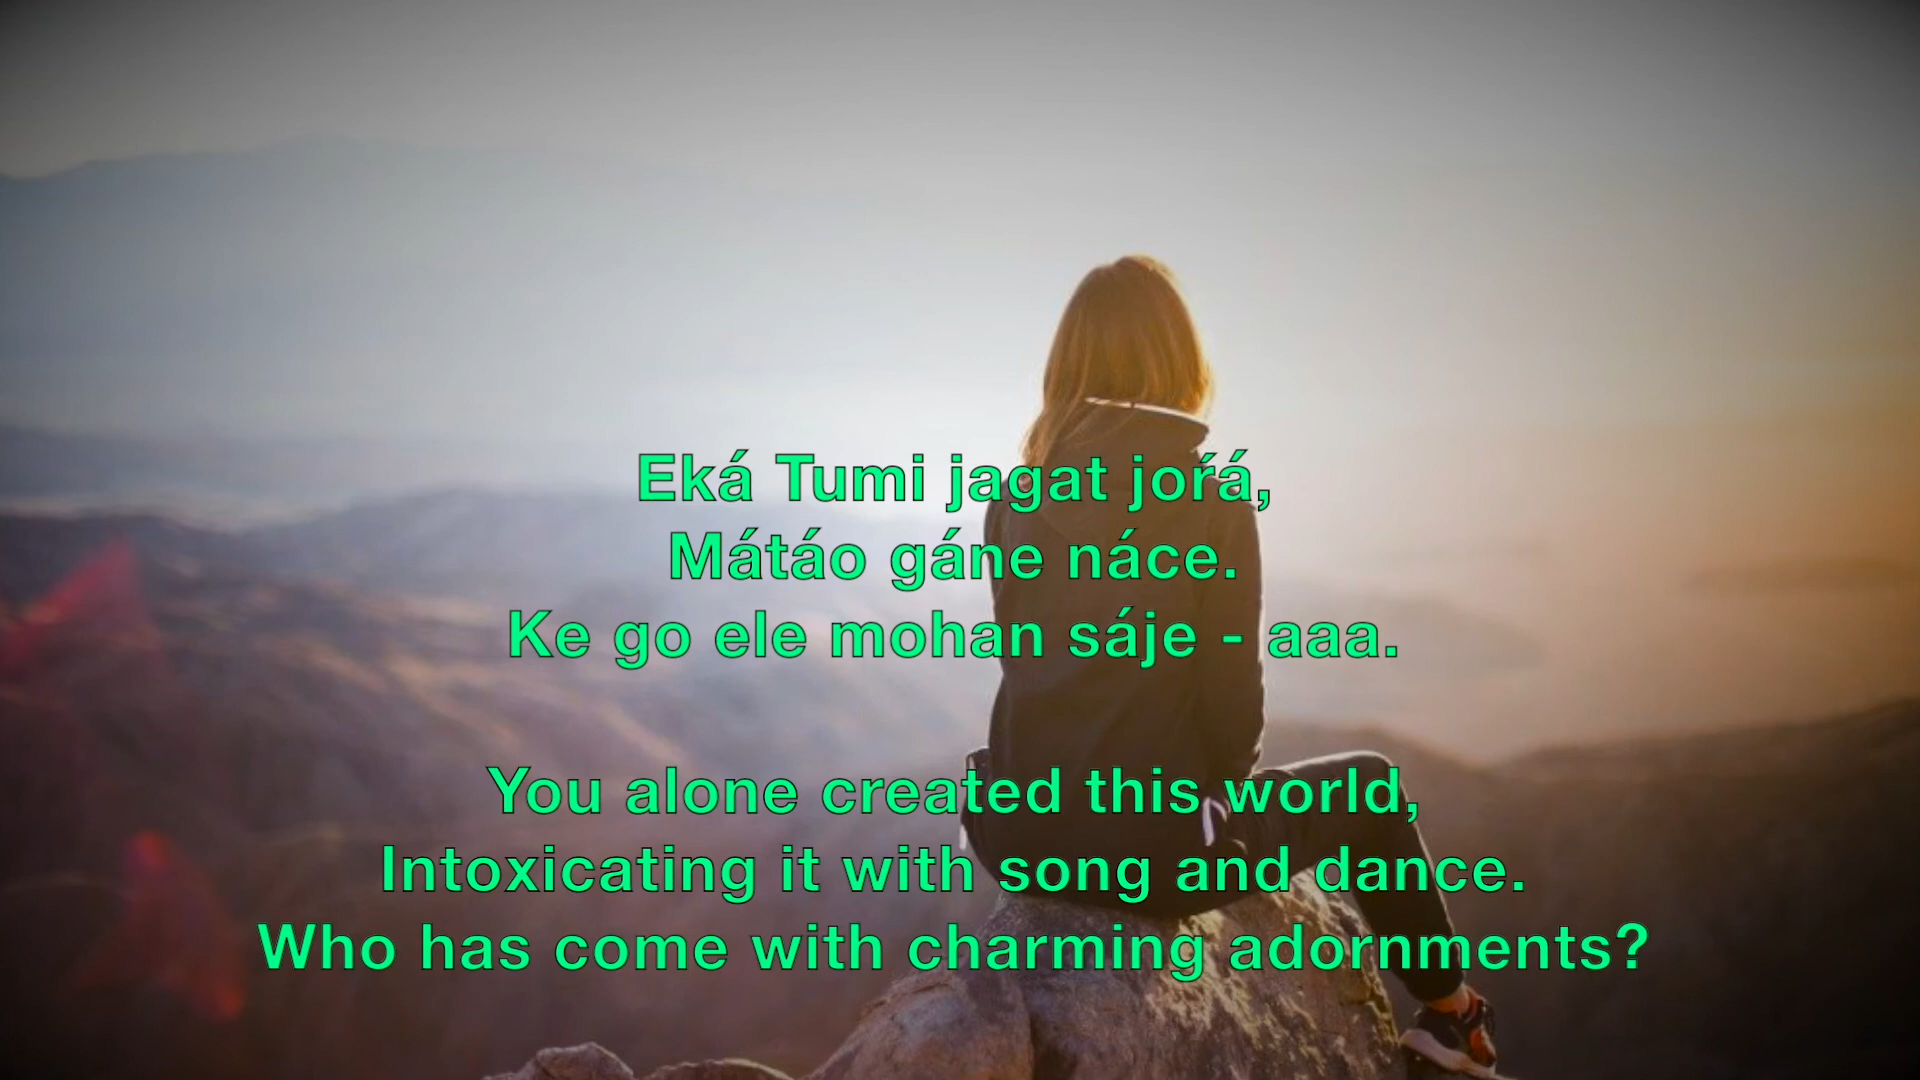 Eká Tumi jagat joŕá,
Mátáo gáne náce.
Ke go ele mohan sáje - aaa.
You alone created this world,
Intoxicating it with song and dance.
Who has come with charming adornments?